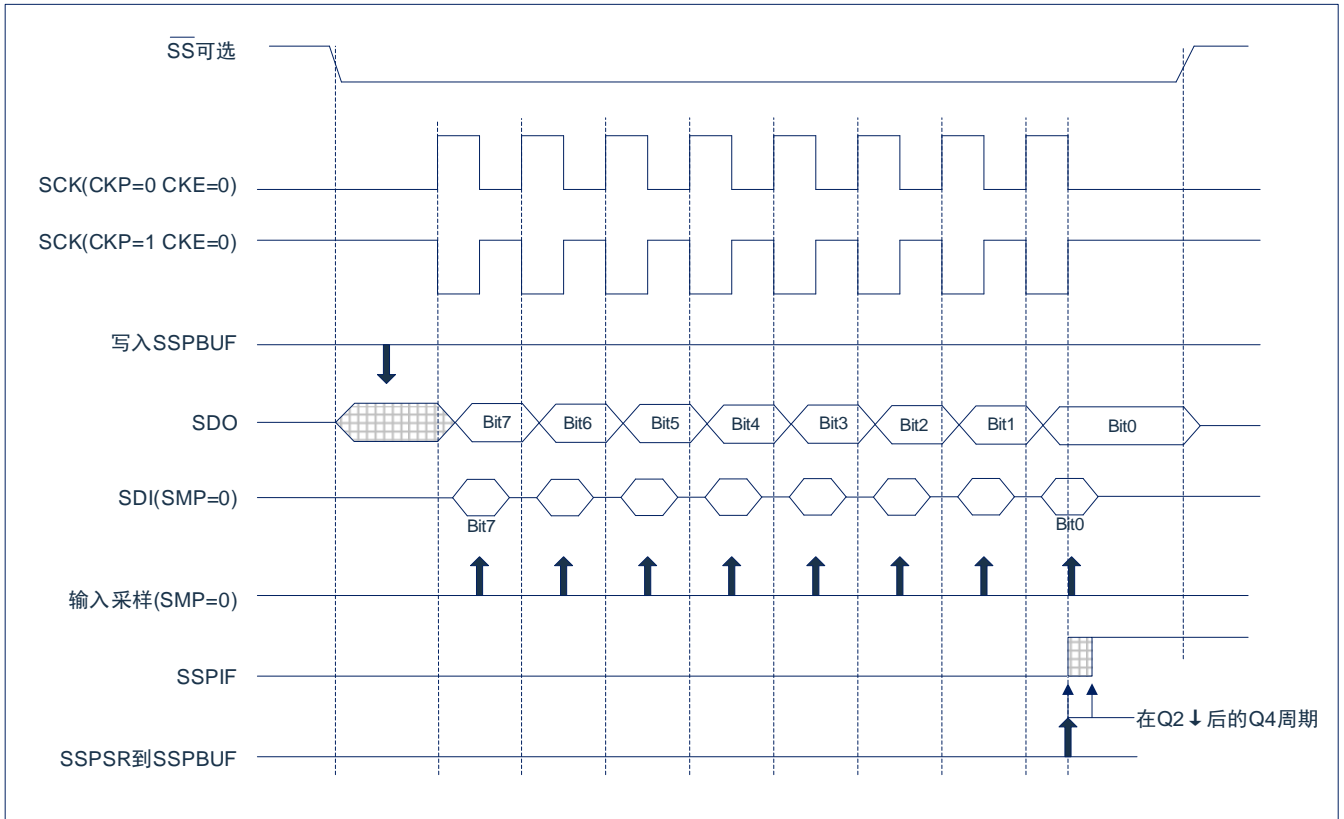 SS可选
SCK(CKP=0 CKE=0)
SCK(CKP=1 CKE=0)
写入SSPBUF
SDO
Bit7 Bit6 Bit5 Bit4 Bit3 Bit2 Bit1 Bit0
SDI(SMP=0)
Bit7 Bit0
输入采样(SMP=0)
SSPIF
在Q2⬇后的Q4周期
SSPSR到SSPBUF